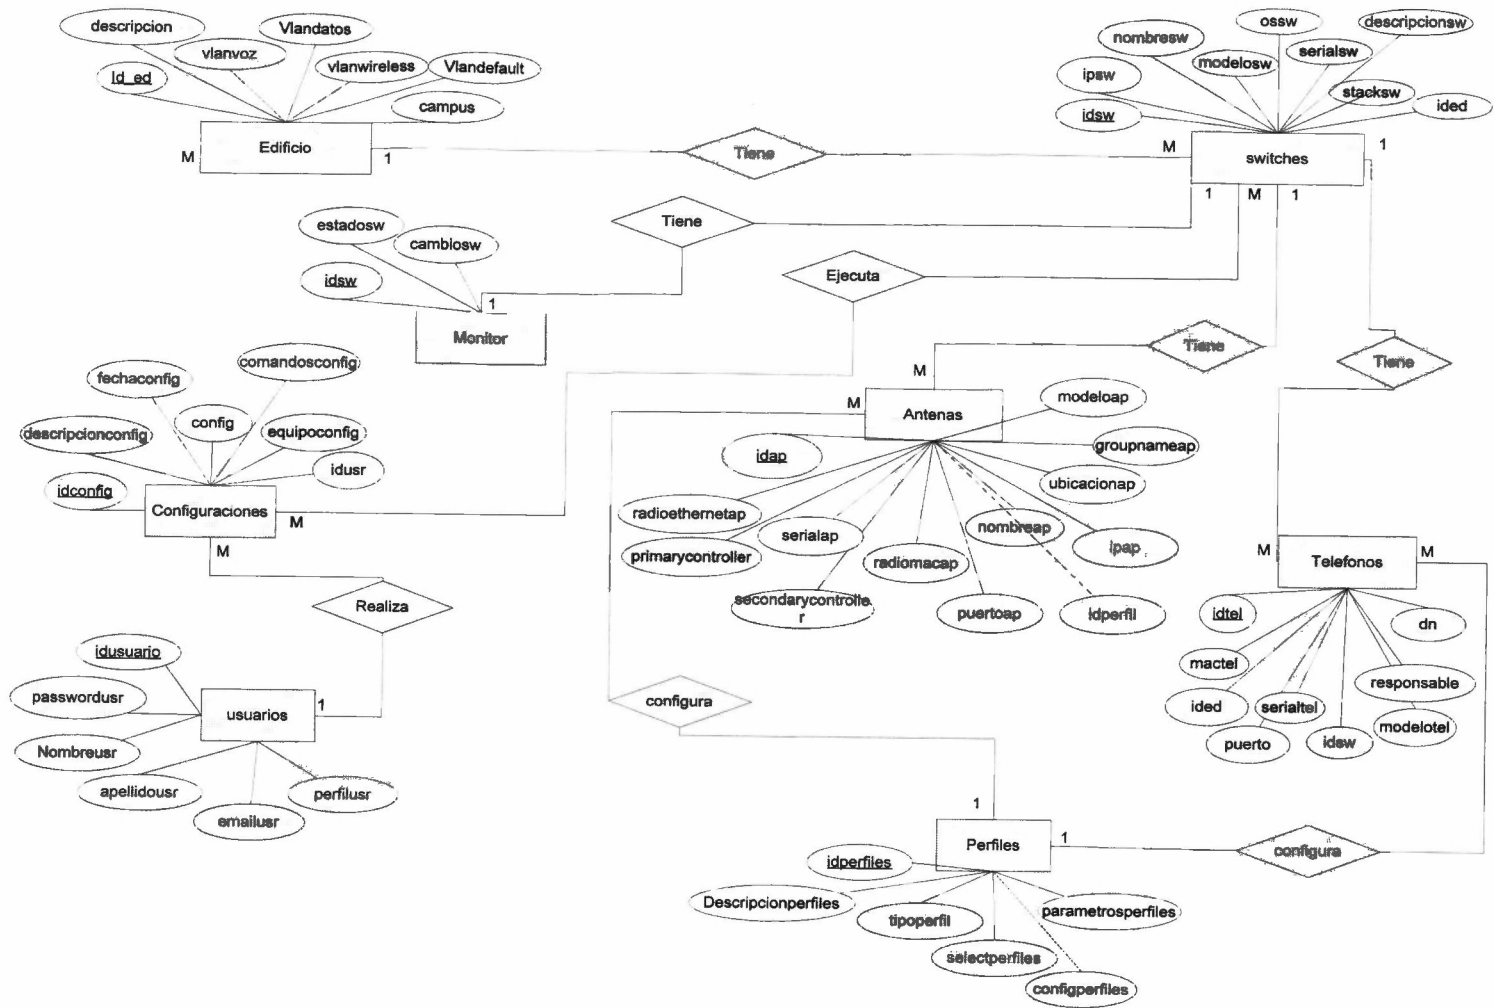 descripcion
Vlandatos
vlanvoz
vlanwireless
Vlandefault
Id_ed
campus
Edificio
M
1
Tiene
M
ossw
descripcionsw
nombresw
serialsw
modelosw
ipsw
stacksw
ided
idsw
switches
1
1
M
1
Tiene
estadosw
cambiosw
idsw
1
Monitor
Ejecuta
Tiene
Tiene
comandosconfig
fechaconfig
config
descripcionconfig
equipoconfig
idusr
idconfig
Configuraciones
M
M
M
M
Antenas
modeloap
groupnameap
idap
ubicacionap
radioethernetap
serialap
nombreap
primarycontroller
radiomacap
ipap
secondarycontrolle
r
puertoap
idperfil
M
M
Telefonos
idtel
dn
mactel
responsable
ided
serialtel
modelotel
puerto
idsw
Realiza
idusuario
passwordusr
1
usuarios
Nombreusr
apellidousr
perfilusr
emailusr
configura
1
Perfiles
1
configura
idperfiles
Descripcionperfiles
parametrosperfiles
tipoperfil
selectperfiles
configperfiles